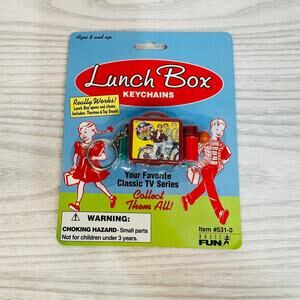 Ages 8 and up
Lunch Box
KEYCHAINS
Really Works!
Lunch Box opens and closes.
Includes: Thermos & Toy Snack!
Your Favorite
Classic TV Series
Collect
Them All!
WARNING:
CHOKING HAZARD- Small parts
Not for children under 3 years.
Item #531-0
BASIC
FUN